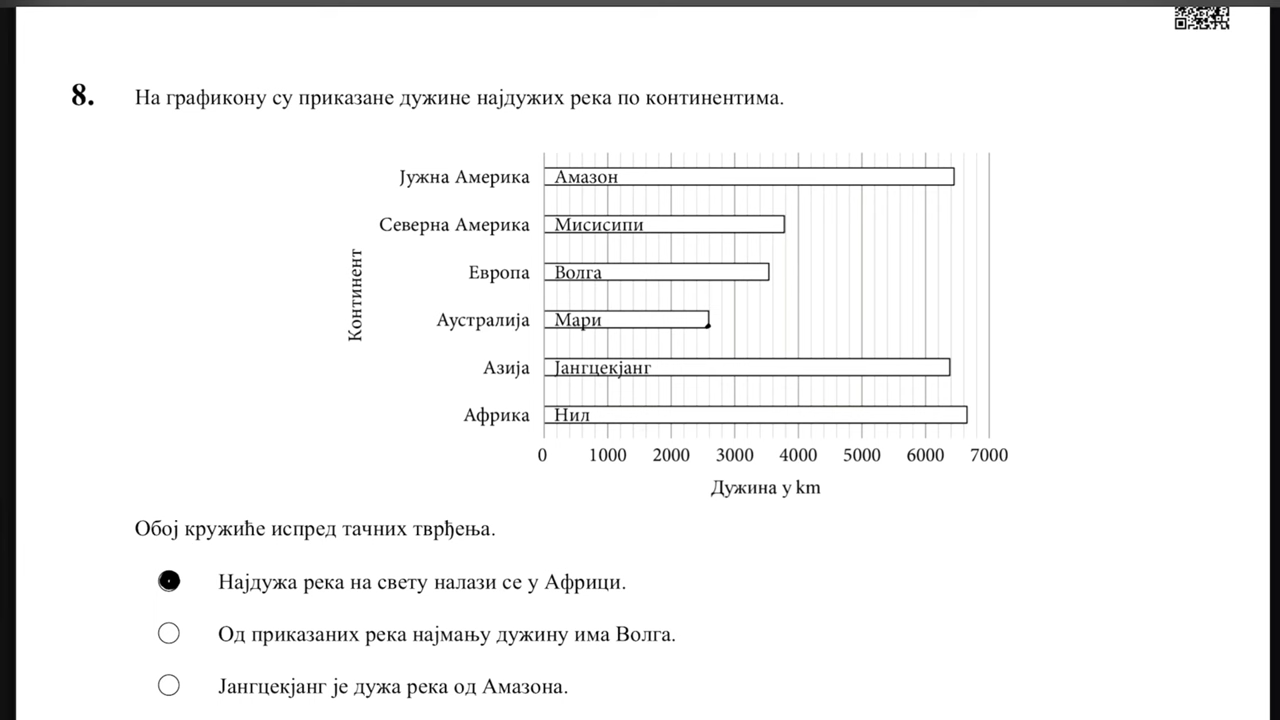 8. На графикону су приказане дужине најдужих река по континентима.
Континент
Јужна Америка Амазон
Северна Америка Мисисипи
Европа Волга
Аустралија Мари
Азија Јангцекјанг
Африка Нил
0 1000 2000 3000 4000 5000 6000 7000
Дужина у km
Обој кружиће испред тачних тврђења.
Најдужа река на свету налази се у Африци.
Од приказаних река најмању дужину има Волга.
Јангцекјанг је дужа река од Амазона.